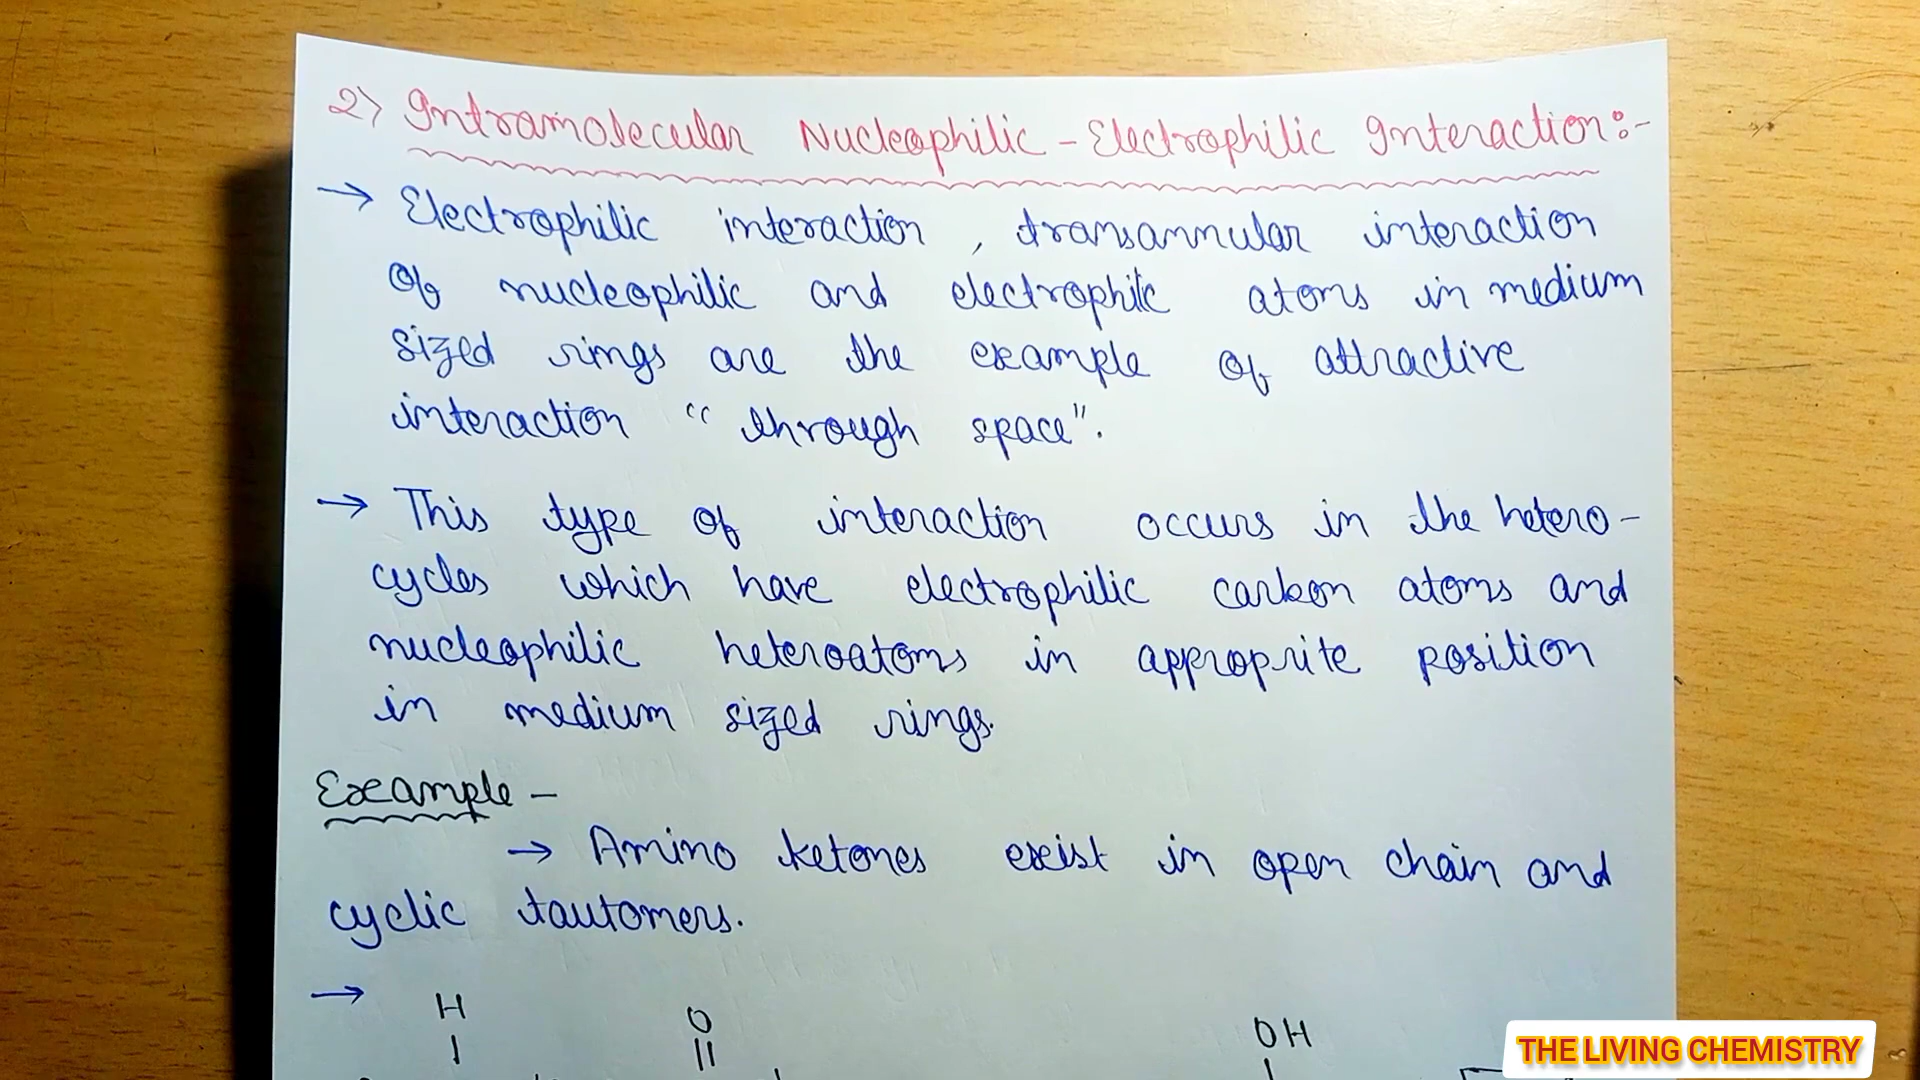 2) Intramolecular Nucleophilic - Electrophilic Interaction:-
→ Electrophilic interaction, transannular interaction
of nucleophilic and electrophilic atoms in medium
sized rings are the example of attractive
interaction "through space".
→ This type of interaction occurs in the hetero-
cycles which have electrophilic carbon atoms and
nucleophilic heteroatoms in approprite position
in medium sized rings.
Example -
→ Amino ketones exist in open chain and
cyclic tautomers.
→ H O OH
THE LIVING CHEMISTRY